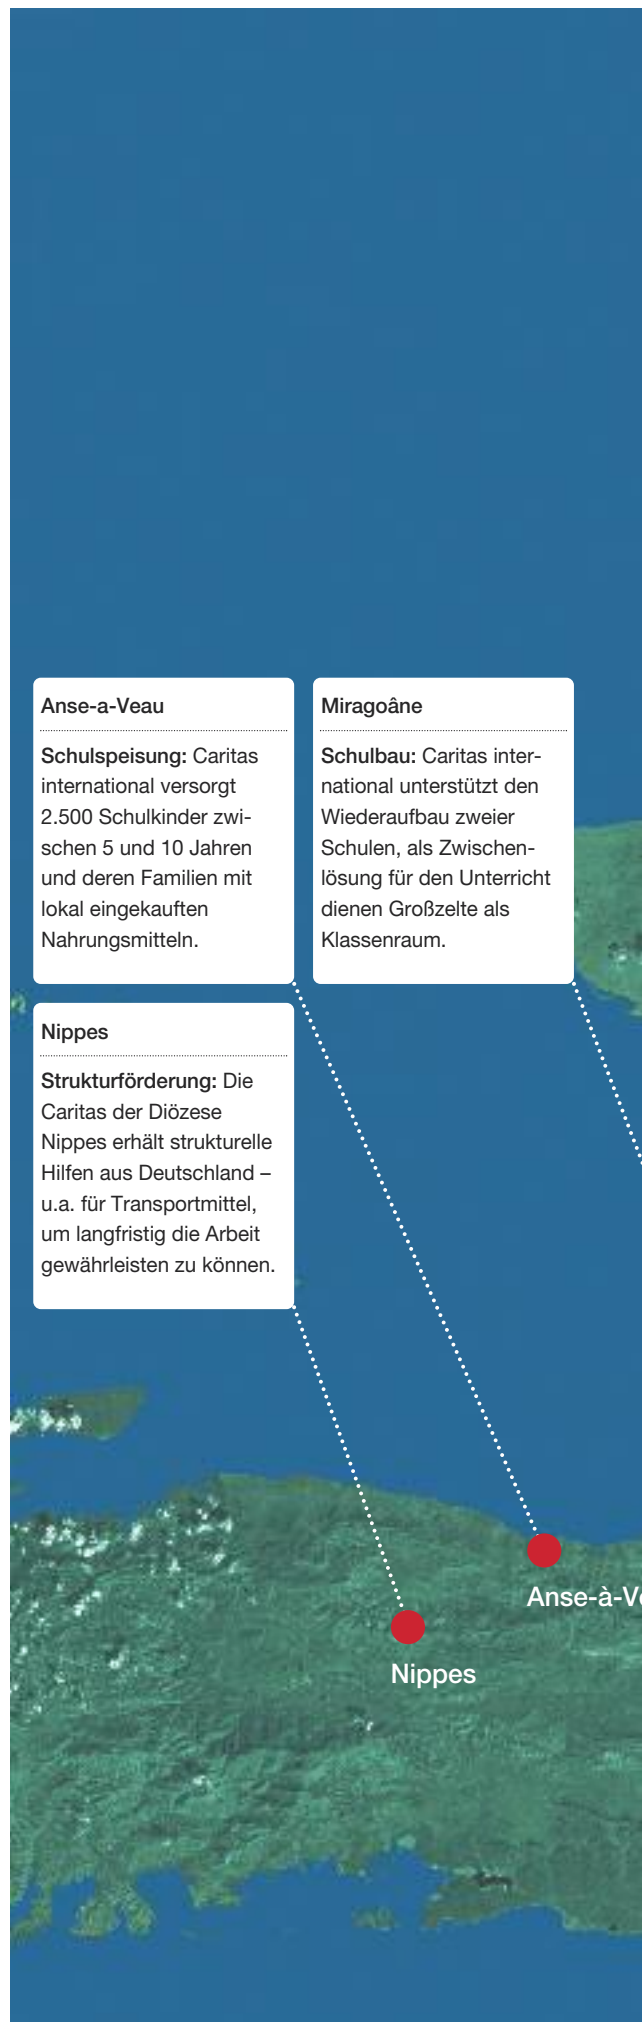 Anse-a-Veau
Schulspeisung: Caritas
international versorgt
2.500 Schulkinder zwi-
schen 5 und 10 Jahren
und deren Familien mit
lokal eingekauften
Nahrungsmitteln.
Miragoâne
Schulbau: Caritas inter-
national unterstützt den
Wiederaufbau zweier
Schulen, als Zwischen-
lösung für den Unterricht
dienen Großzelte als
Klassenraum.
Nippes
Strukturförderung: Die
Caritas der Diözese
Nippes erhält strukturelle
Hilfen aus Deutschland –
u.a. für Transportmittel,
um langfristig die Arbeit
gewährleisten zu können.
Anse-à-Ve
Nippes